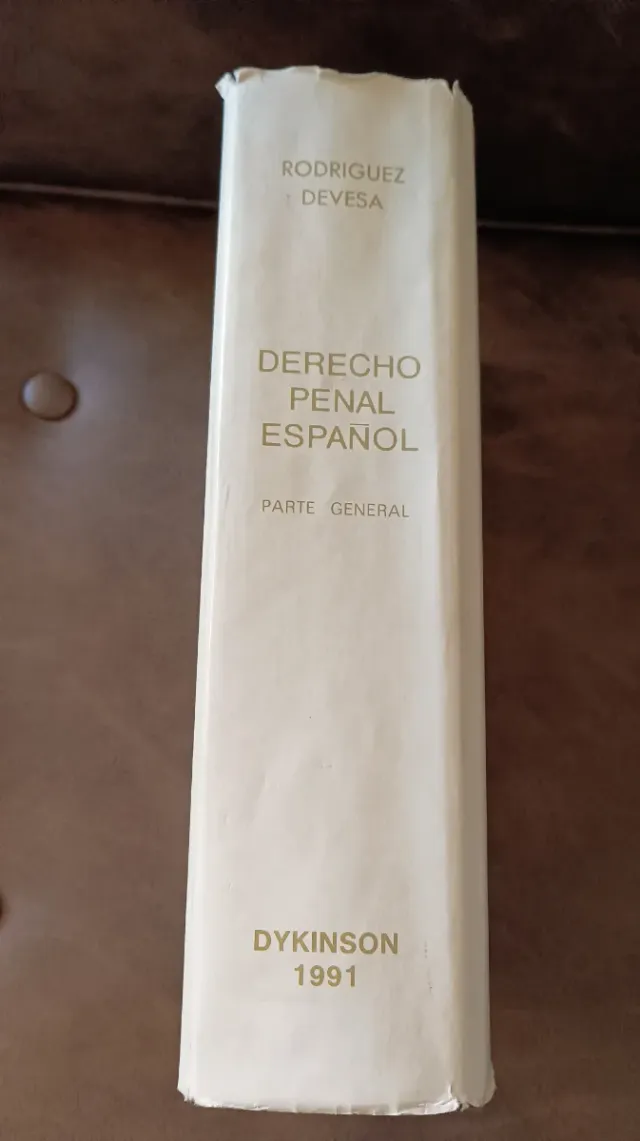 RODRIGUEZ
DEVESA
DERECHO
PENAL
ESPAÑOL
PARTE GENERAL
DYKINSON
1991